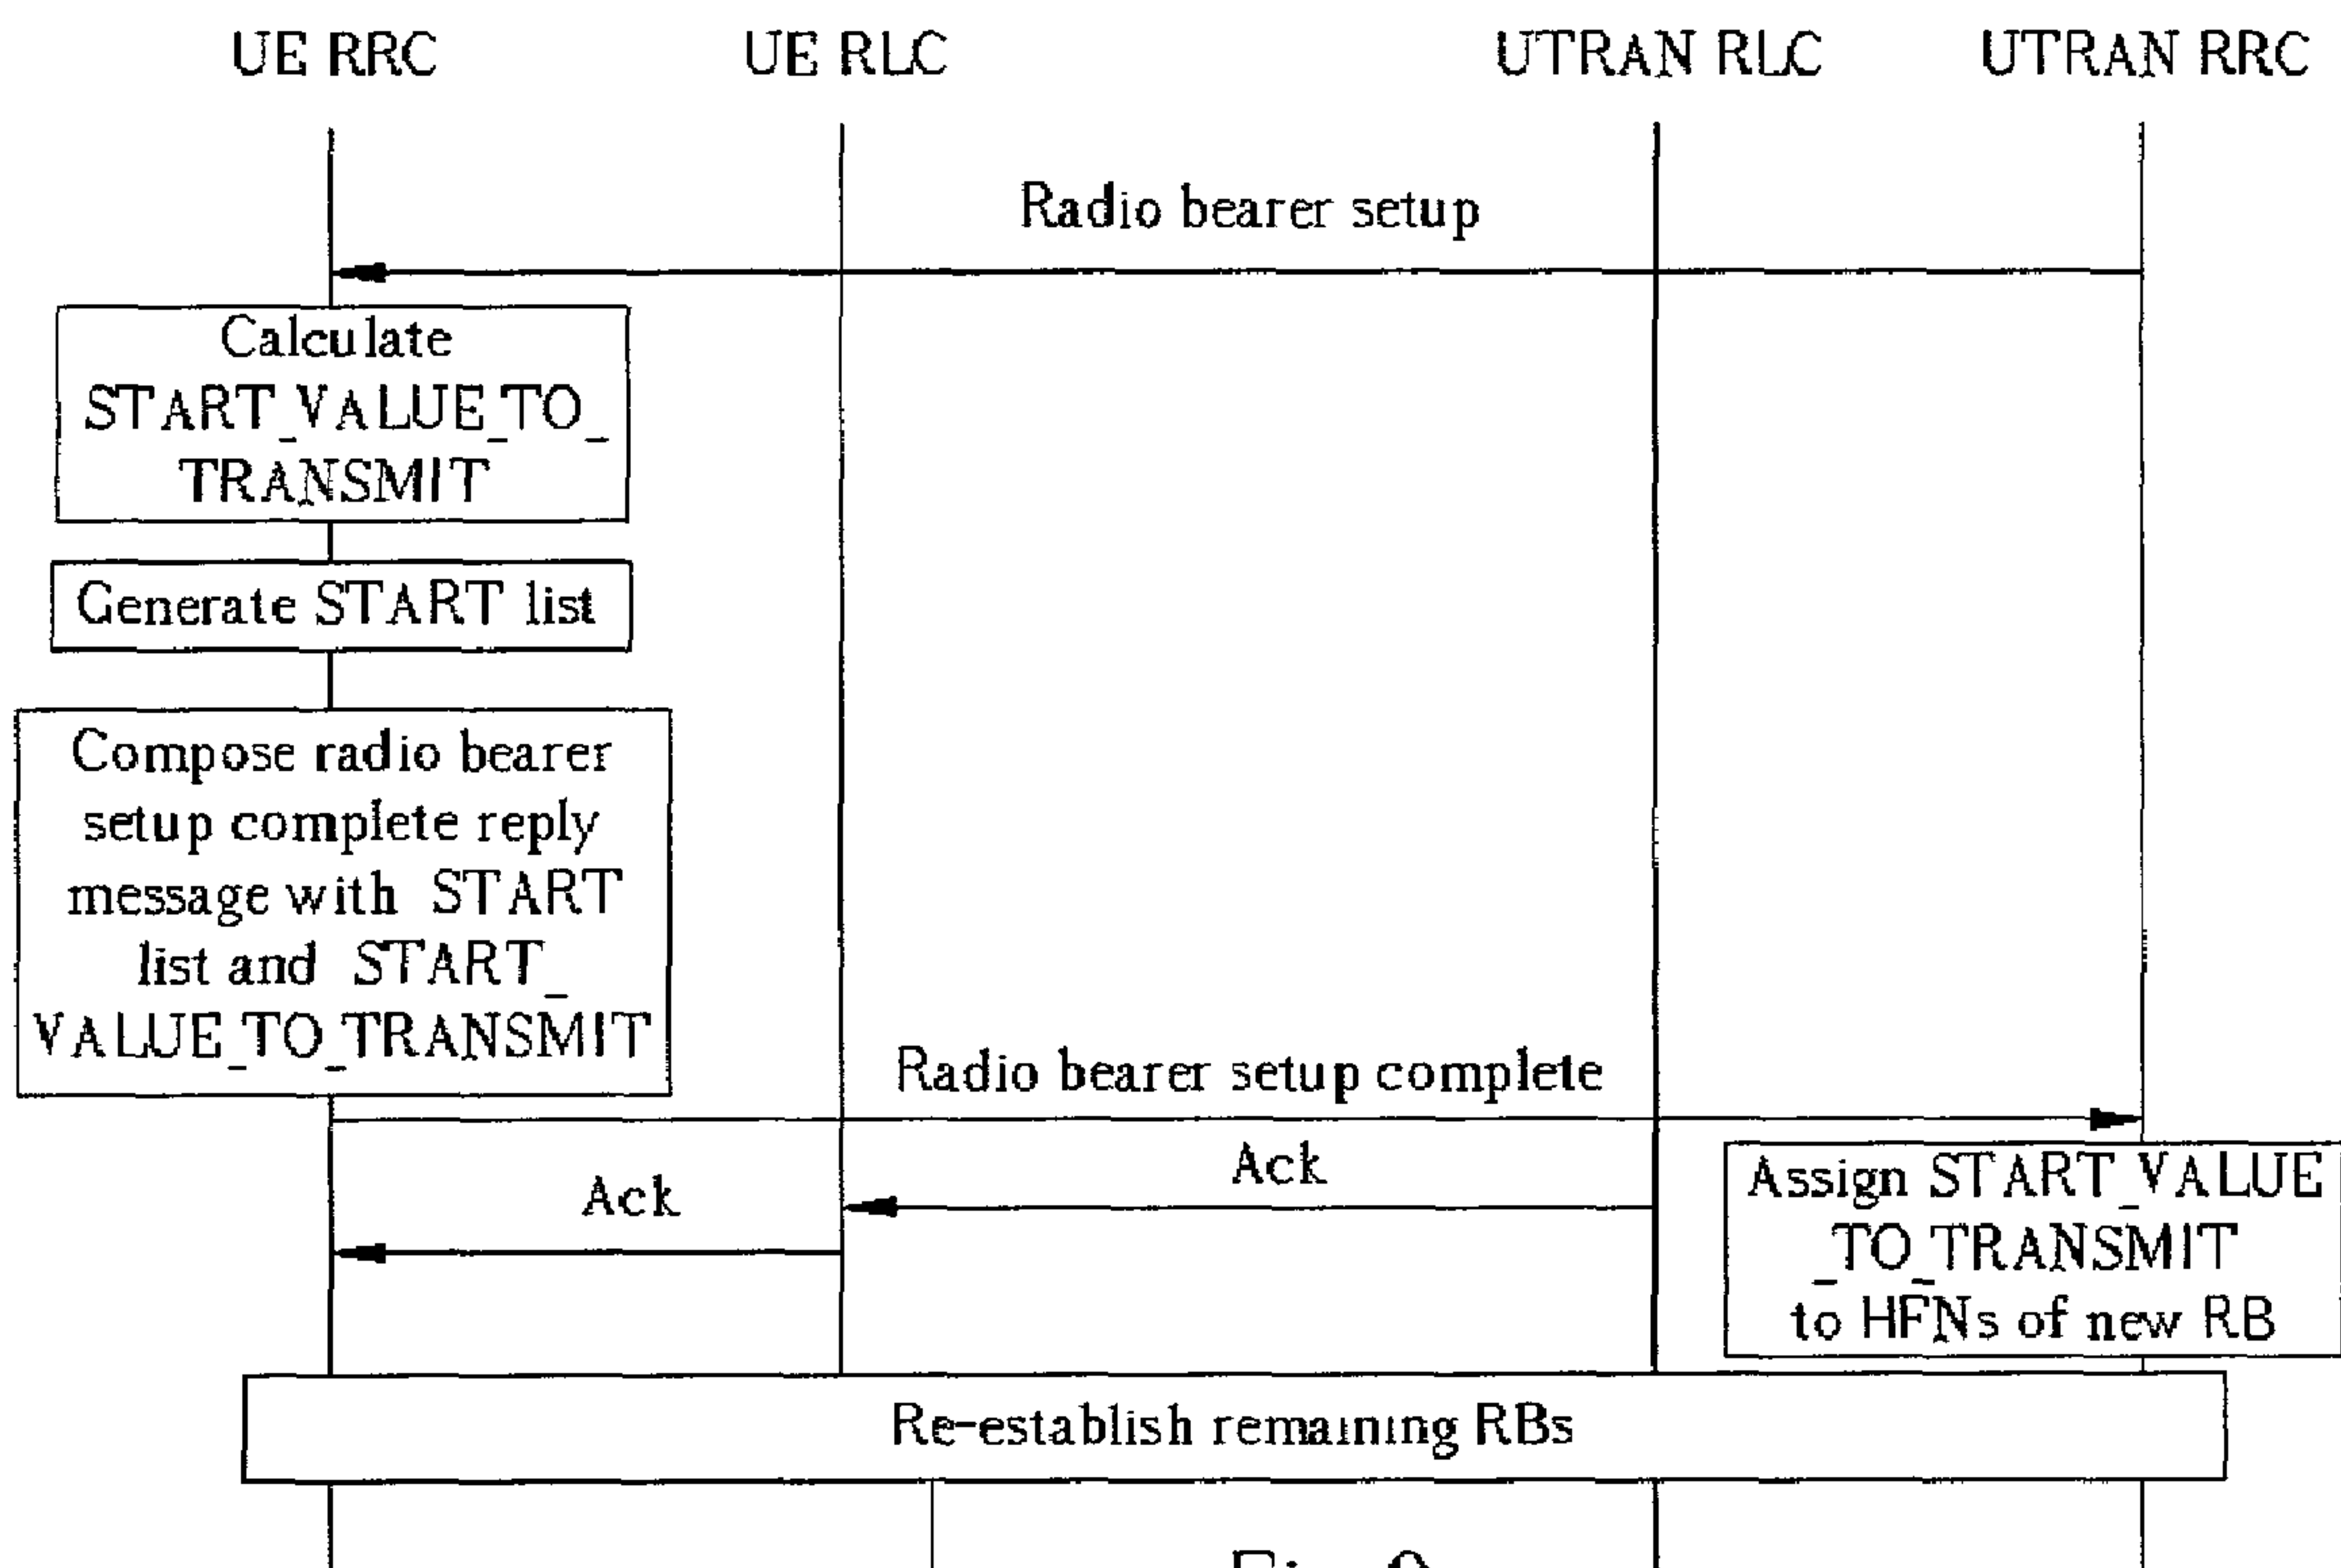 UE RRC
UE RLC
UTRAN RLC
UTRAN RRC
Radio bearer setup
Calculate
START_VALUE_TO_
TRANSMIT
Generate START list
Compose radio bearer
setup complete reply
message with START
list and START_
VALUE_TO_TRANSMIT
Radio bearer setup complete
Ack
Ack
Assign START_VALUE
_TO_TRANSMIT
to HFNs of new RB
Re-establish remaining RBs